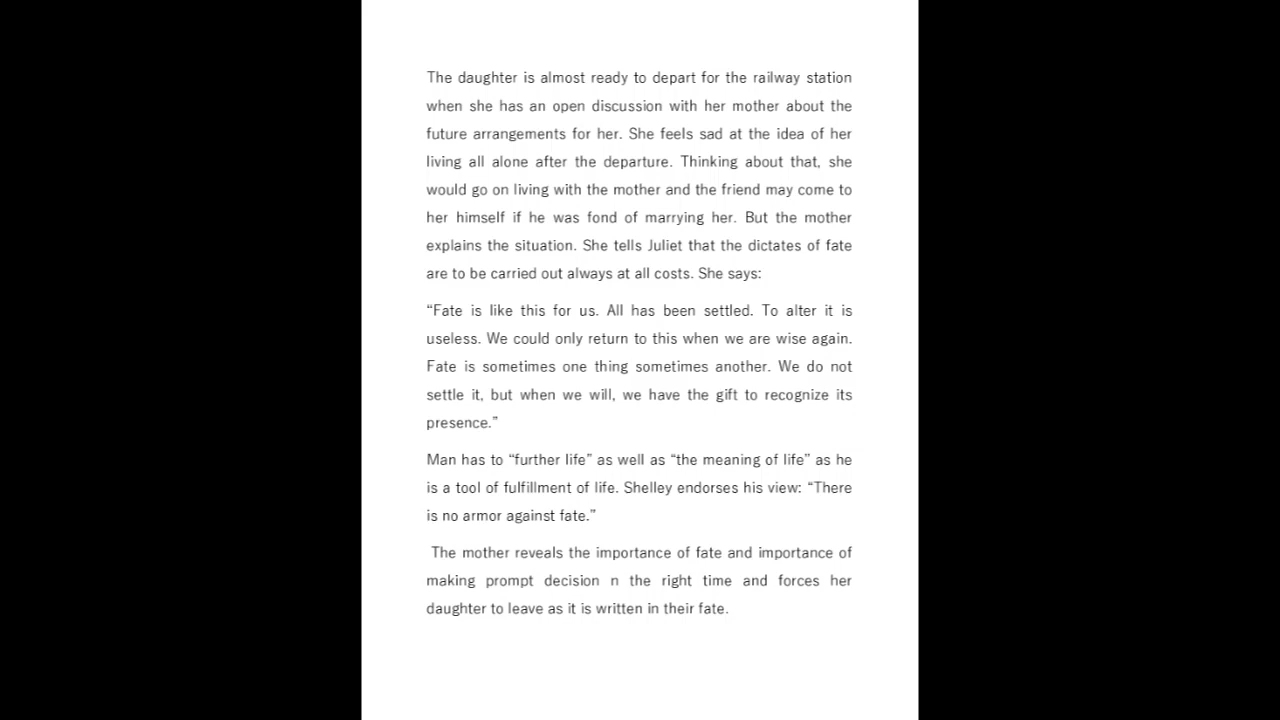 The daughter is almost ready to depart for the railway station
when she has an open discussion with her mother about the
future arrangements for her. She feels sad at the idea of her
living all alone after the departure. Thinking about that, she
would go on living with the mother and the friend may come to
her himself if he was fond of marrying her. But the mother
explains the situation. She tells Juliet that the dictates of fate
are to be carried out always at all costs. She says:
“Fate is like this for us. All has been settled. To alter it is
useless. We could only return to this when we are wise again.
Fate is sometimes one thing sometimes another. We do not
settle it, but when we will, we have the gift to recognize its
presence.”
Man has to “further life” as well as “the meaning of life” as he
is a tool of fulfillment of life. Shelley endorses his view: “There
is no armor against fate.”
The mother reveals the importance of fate and importance of
making prompt decision n the right time and forces her
daughter to leave as it is written in their fate.